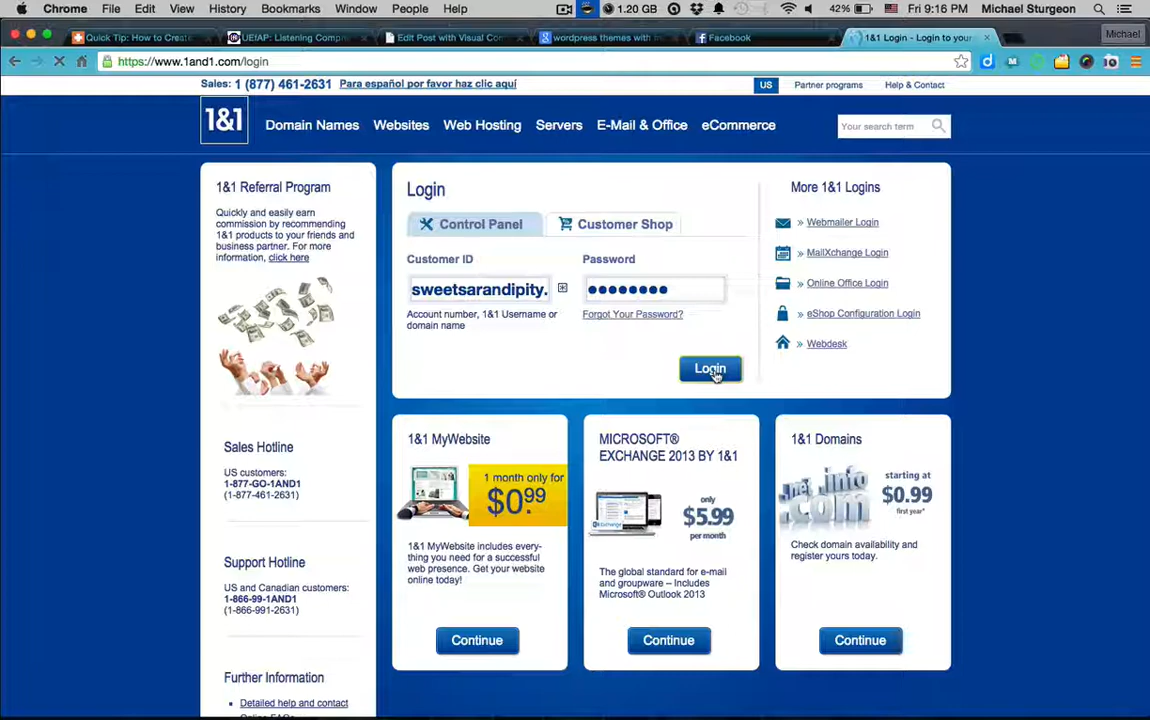 Chrome File Edit View History Bookmarks Window People Help 1.20 GB 42% Fri 9:16 PM Michael Sturgeon
Quick Tip: How to Create UEIAP: Listening Comp Edit Post with Visual Co wordpress themes with m Facebook 1&1 Login - Login to your Michael
https://www.1and1.com/login
Sales: 1 (877) 461-2631 Para español por favor haz clic aquí US Partner programs Help & Contact
1&1 Domain Names Websites Web Hosting Servers E-Mail & Office eCommerce Your search term
1&1 Referral Program
Quickly and easily earn
commission by recommending
1&1 products to your friends and
business partner. For more
information, click here
Sales Hotline
US customers:
1-877-GO-1AND1
(1-877-461-2631)
Support Hotline
US and Canadian customers:
1-866-99-1AND1
(1-866-991-2631)
Further Information
Detailed help and contact
Online FAQs
Login
Control Panel Customer Shop
Customer ID Password
sweetsarandipity. ●●●●●●●●
Account number, 1&1 Username or
domain name
Forgot Your Password?
Login
More 1&1 Logins
» Webmailer Login
» MailXchange Login
» Online Office Login
» eShop Configuration Login
» Webdesk
1&1 MyWebsite
1 month only for
$0.99
1&1 MyWebsite includes every-
thing you need for a successful
web presence. Get your website
online today!
Continue
MICROSOFT®
EXCHANGE 2013 BY 1&1
only
$5.99
per month
The global standard for e-mail
and groupware – Includes
Microsoft® Outlook 2013
Continue
1&1 Domains
.net .info
.com
starting at
$0.99
first year*
Check domain availability and
register yours today.
Continue